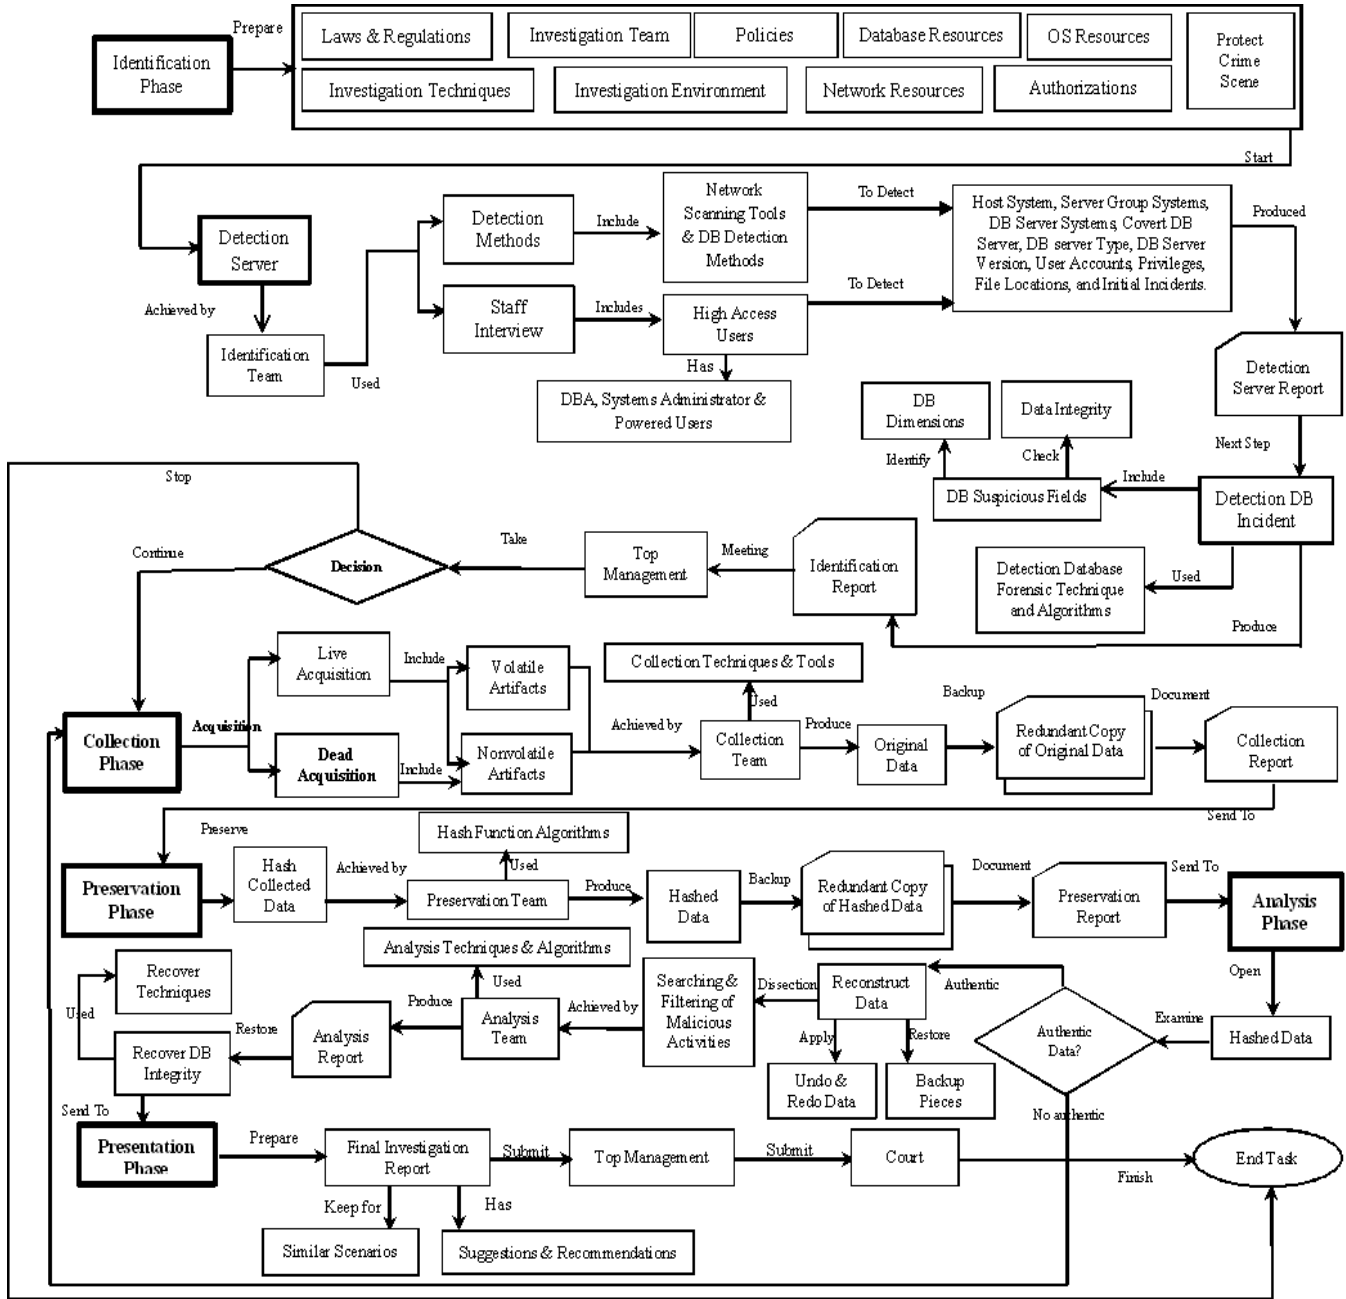 Prepare
Laws & Regulations
Investigation Team
Policies
Database Resources
OS Resources
Protect
Crime
Scene
Identification
Phase
Investigation Techniques
Investigation Environment
Network Resources
Authorizations
Start
Detection
Server
Achieved by
Identification
Team
Used
Detection
Methods
Include
Network
Scanning Tools
& DB Detection
Methods
To Detect
Staff
Interview
Includes
High Access
Users
To Detect
Has
DBA, Systems Administrator &
Powered Users
Host System, Server Group Systems,
DB Server Systems, Covert DB
Server, DB server Type, DB Server
Version, User Accounts, Privileges,
File Locations, and Initial Incidents.
Produced
Detection
Server Report
Next Step
Detection DB
Incident
Include
DB Suspicious Fields
Identify
DB
Dimensions
Check
Data Integrity
Used
Detection Database
Forensic Technique
and Algorithms
Produce
Identification
Report
Meeting
Top
Management
Take
Decision
Stop
Continue
Collection
Phase
Acquisition
Live
Acquisition
Include
Dead
Acquisition
Include
Volatile
Artifacts
Nonvolatile
Artifacts
Achieved by
Collection Techniques & Tools
Used
Collection
Team
Produce
Original
Data
Backup
Redundant Copy
of Original Data
Document
Collection
Report
Send To
Preserve
Preservation
Phase
Hash
Collected
Data
Achieved by
Hash Function Algorithms
Used
Preservation Team
Produce
Hashed
Data
Backup
Redundant Copy
of Hashed Data
Document
Preservation
Report
Send To
Analysis
Phase
Open
Hashed Data
Examine
Authentic
Data?
Authentic
No authentic
Reconstruct
Data
Apply
Undo &
Redo Data
Restore
Backup
Pieces
Dissection
Searching &
Filtering of
Malicious
Activities
Achieved by
Analysis Techniques & Algorithms
Used
Analysis
Team
Produce
Analysis
Report
Restore
Recover DB
Integrity
Used
Recover
Techniques
Send To
Presentation
Phase
Prepare
Final Investigation
Report
Keep for
Similar Scenarios
Has
Suggestions & Recommendations
Submit
Top Management
Submit
Court
Finish
End Task